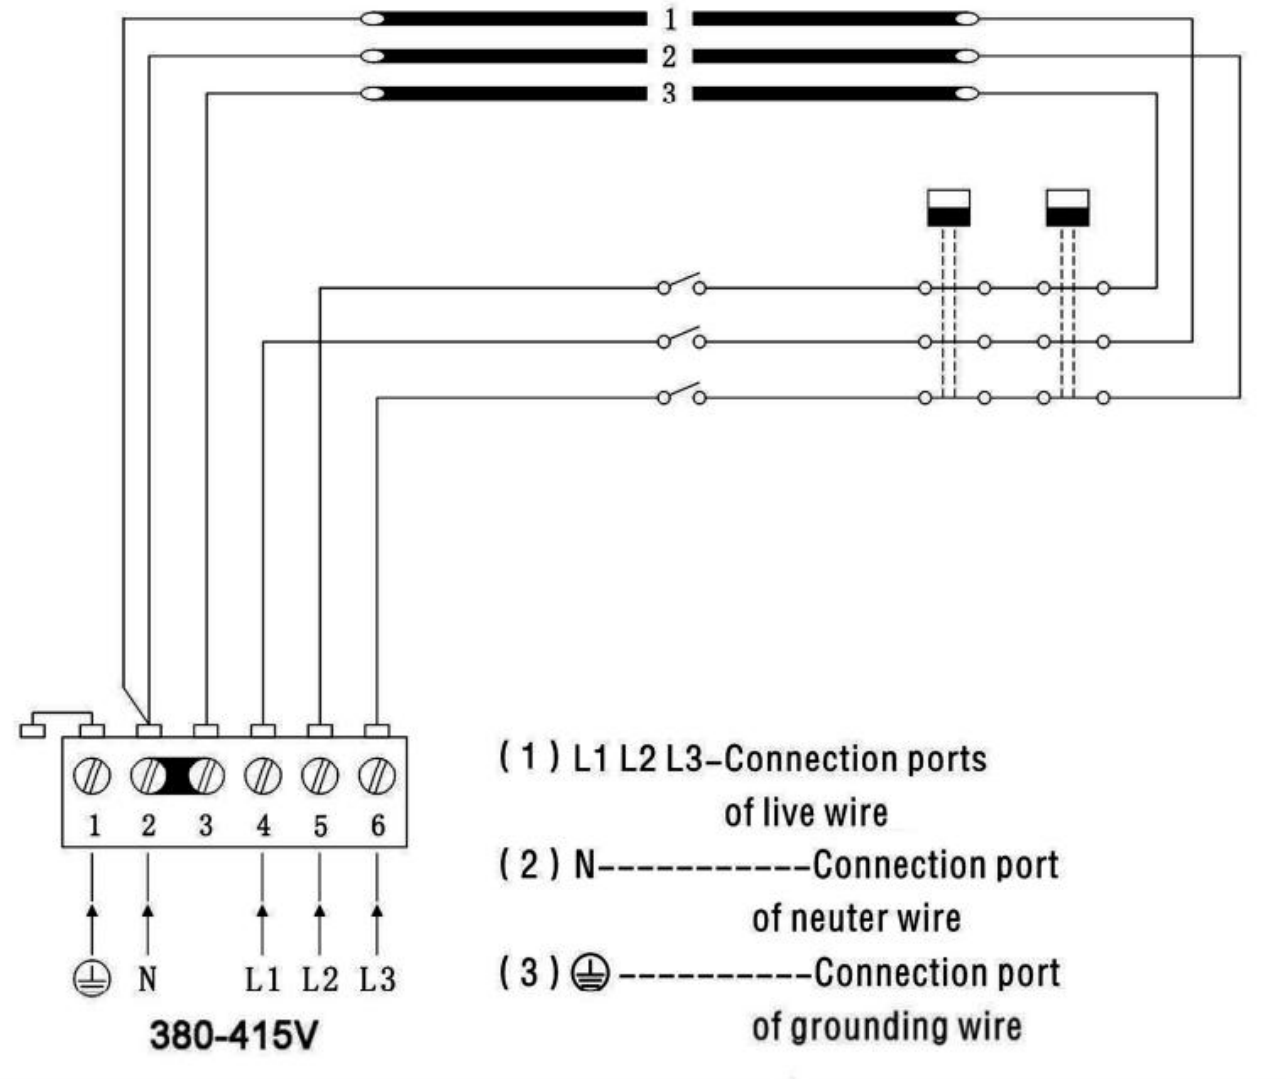 1
2
3
1 2 3 4 5 6
N L1 L2 L3
380-415V
( 1 ) L1 L2 L3-Connection ports
of live wire
( 2 ) N-----------Connection port
of neuter wire
( 3 ) ⏚ ----------Connection port
of grounding wire